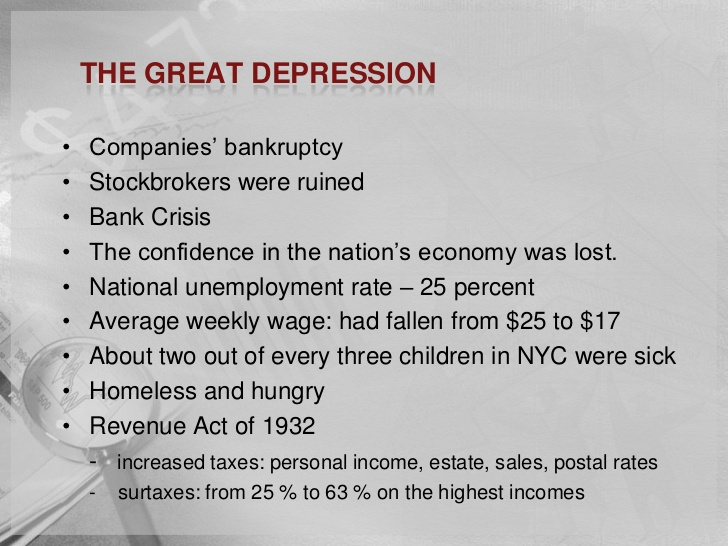 THE GREAT DEPRESSION
• Companies’ bankruptcy
• Stockbrokers were ruined
• Bank Crisis
• The confidence in the nation’s economy was lost.
• National unemployment rate – 25 percent
• Average weekly wage: had fallen from $25 to $17
• About two out of every three children in NYC were sick
• Homeless and hungry
• Revenue Act of 1932
- increased taxes: personal income, estate, sales, postal rates
- surtaxes: from 25 % to 63 % on the highest incomes